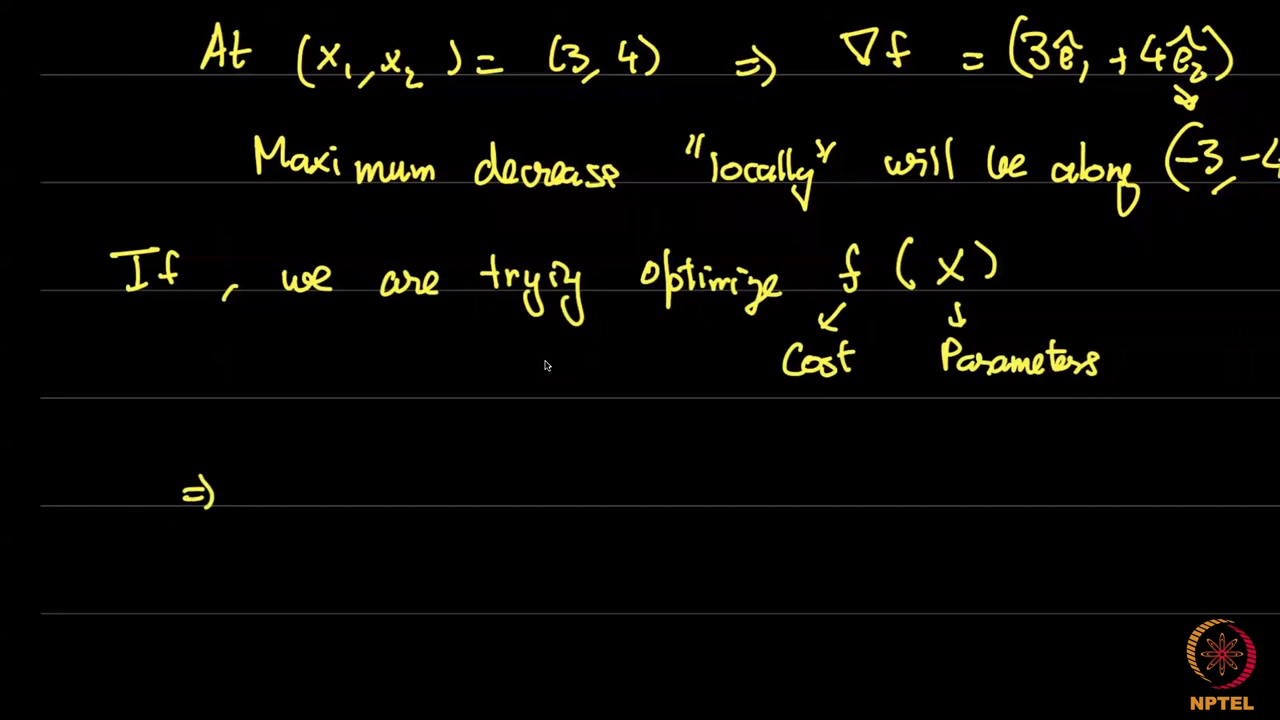 At (x₁, x₂) = (3, 4) ⇒ ∇f = (3ê₁ + 4ê₂)
Maximum decrease "locally" will be along (-3, -4
If, we are tryig optimize f (x)
Cost Parameters
⇒
NPTEL